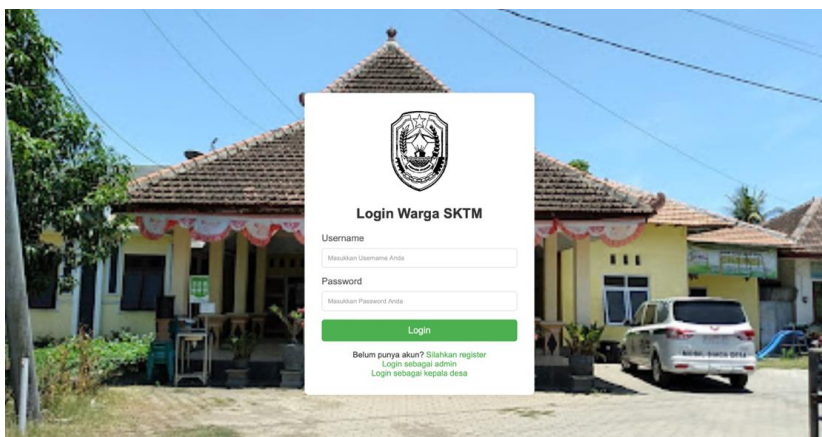 Login Warga SKTM
Username
Masukkan Username Anda
Password
Masukkan Password Anda
Login
Belum punya akun? Silahkan register
Login sebagai admin
Login sebagai kepala desa